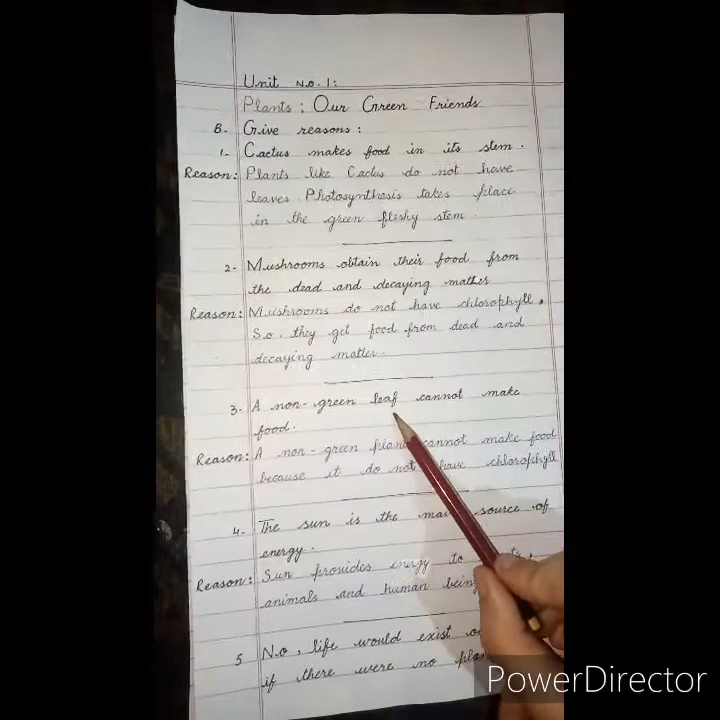 Unit No. 1:
Plants: Our Green Friends
B. Give reasons:
1- Cactus makes food in its stem.
Reason: Plants like Cactus do not have
leaves. Photosynthesis takes place
in the green fleshy stem.
2- Mushrooms obtain their food from
the dead and decaying matter
Reason: Mushrooms do not have chlorophyll.
So, they get food from dead and
decaying matter.
3- A non-green leaf cannot make
food.
Reason: A non-green cannot make food
because it do not have chlorophyll
4- The sun is the source of
energy.
Reason: Sun provides energy to
animals and human
5 No, life would exist
if there were no
PowerDirector